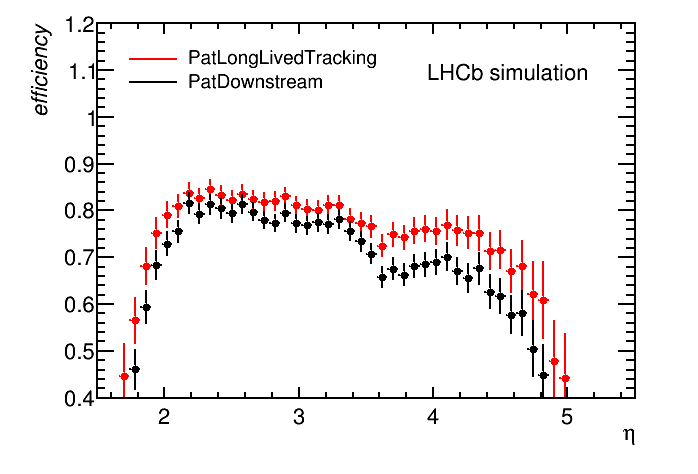 1.2
efficiency
PatLongLivedTracking
PatDownstream
LHCb simulation
1.1
1
0.9
0.8
0.7
0.6
0.5
0.4
2 3 4 5
η